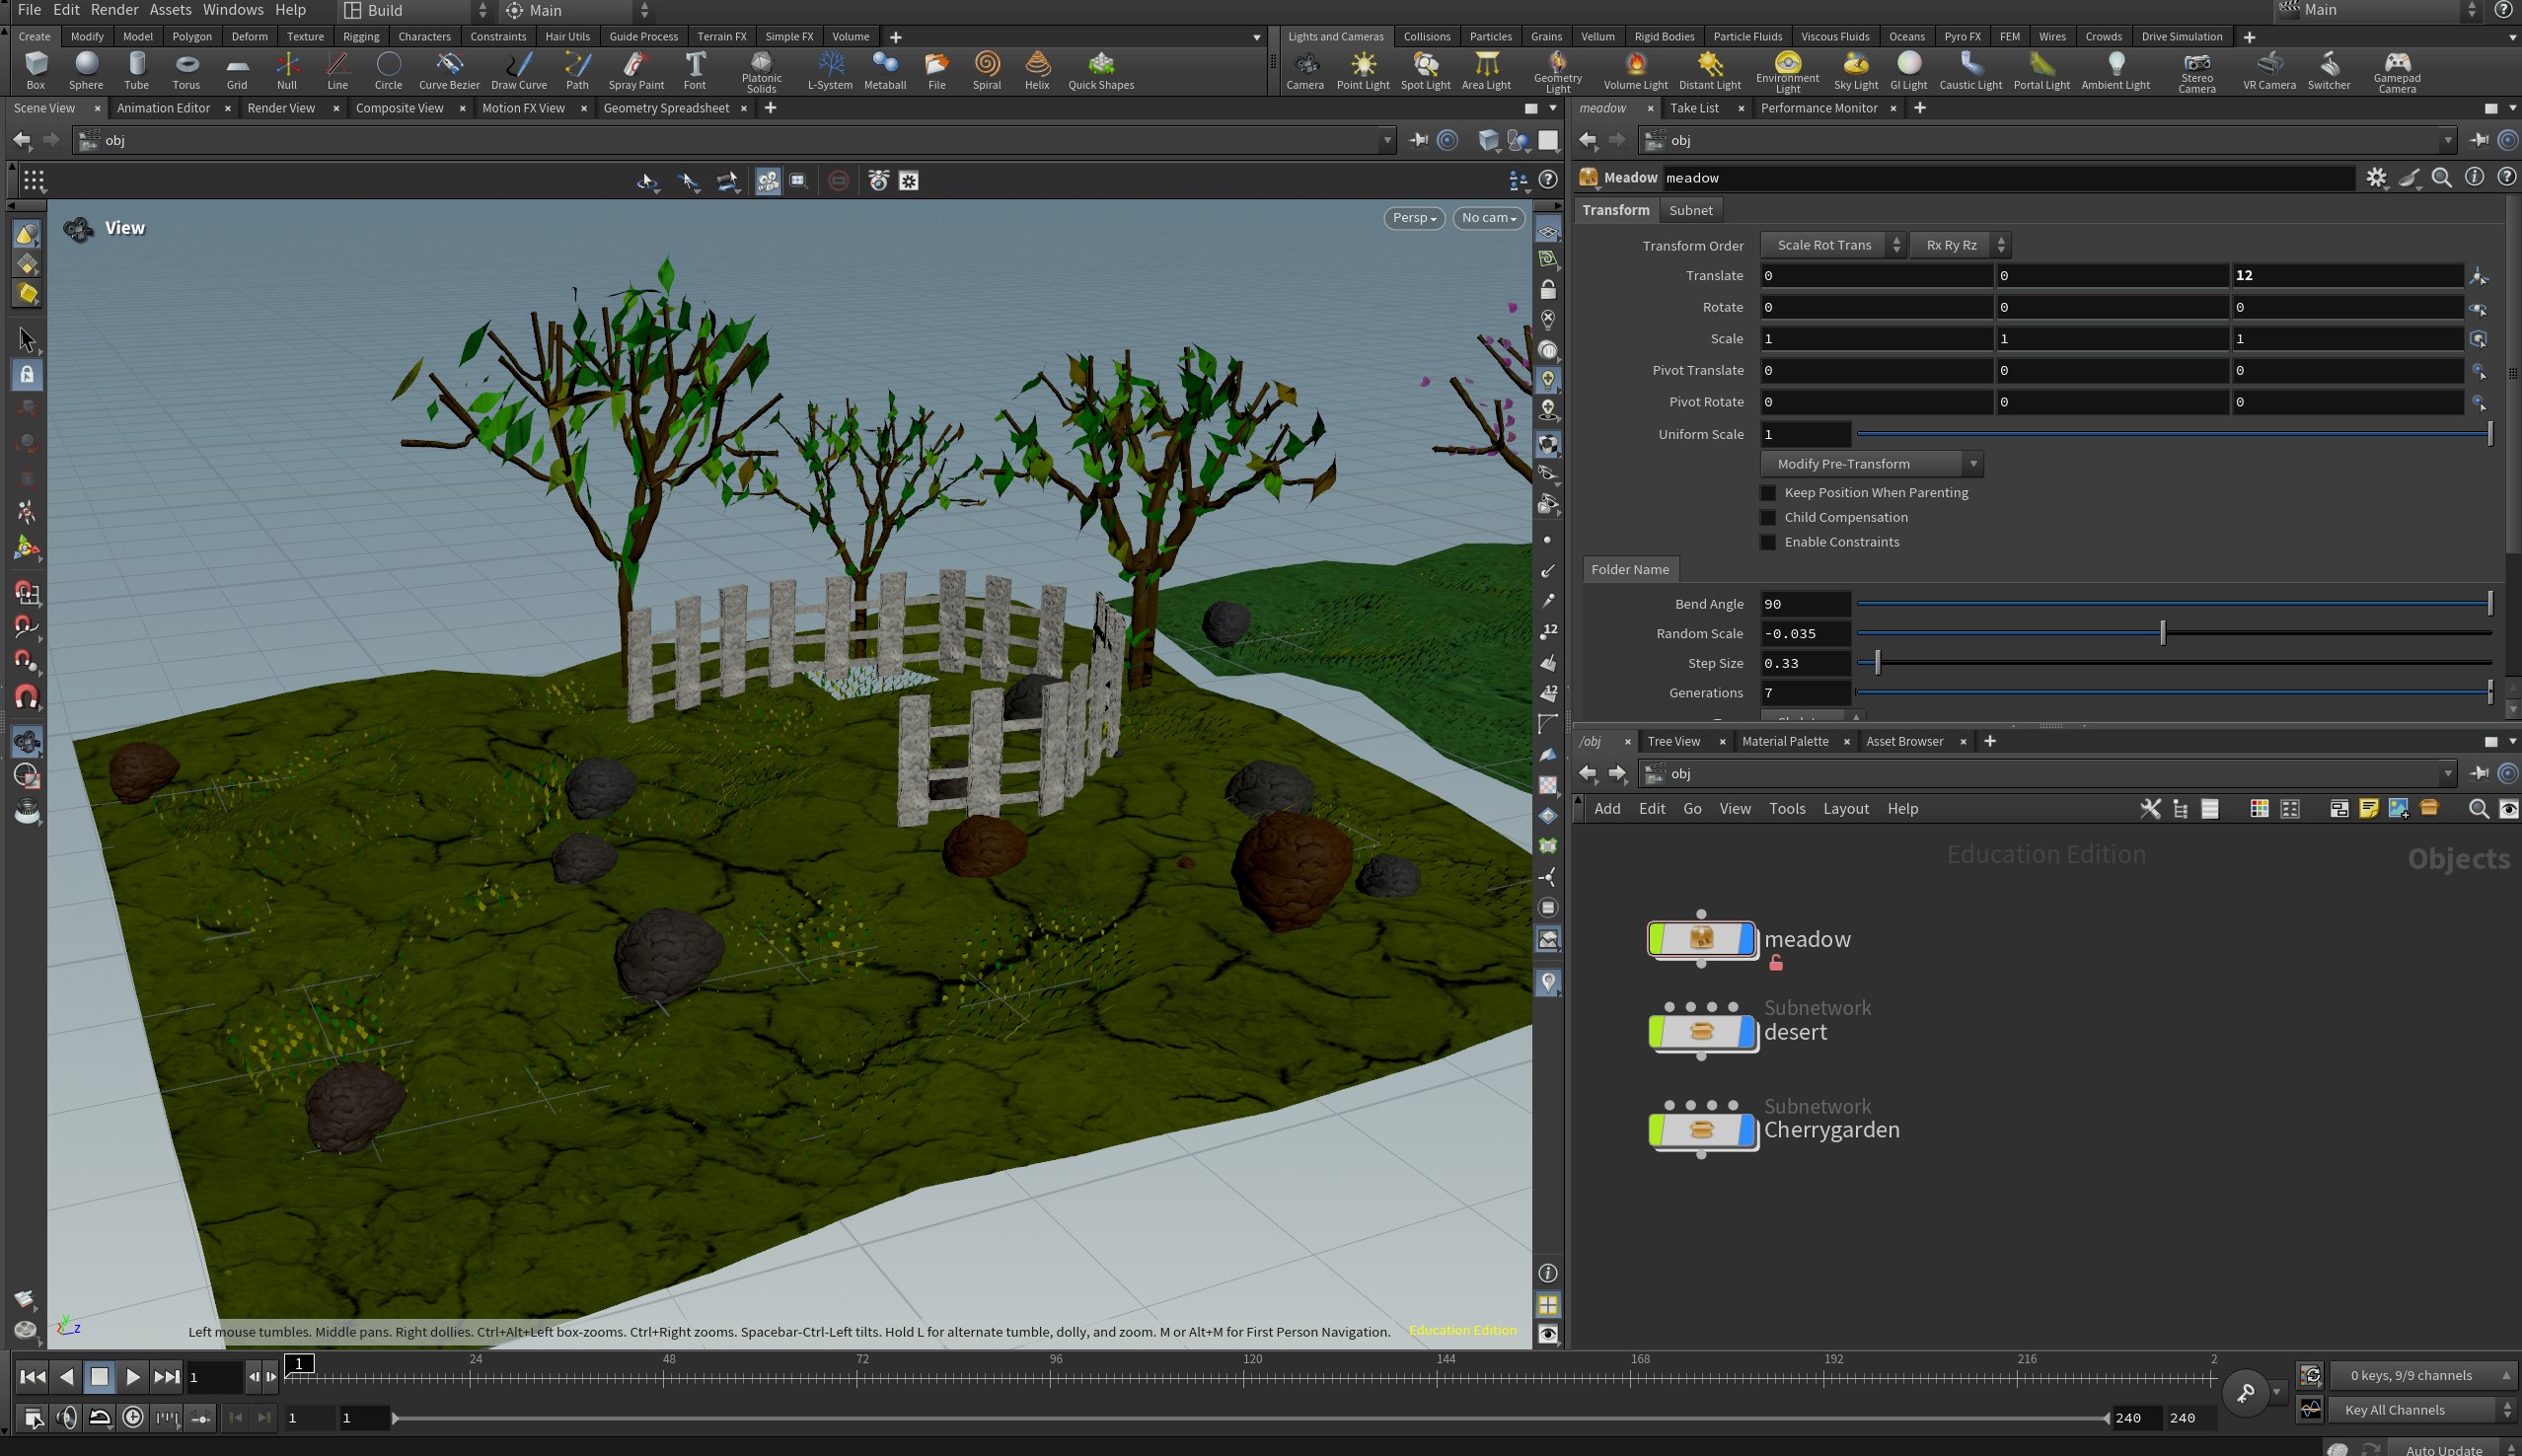 File Edit Render Assets Windows Help Build Main Main
Create Modify Model Polygon Deform Texture Rigging Characters Constraints Hair Utils Guide Process Terrain FX Simple FX Volume
Lights and Cameras Collisions Particles Grains Vellum Rigid Bodies Particle Fluids Viscous Fluids Oceans Pyro FX FEM Wires Crowds Drive Simulation
Box Sphere Tube Torus Grid Null Line Circle Curve Bezier Draw Curve Path Spray Paint Font Platonic Solids L-System Metaball File Spiral Helix Quick Shapes
Camera Point Light Spot Light Area Light Geometry Light Volume Light Distant Light Environment Light Sky Light GI Light Caustic Light Portal Light Ambient Light Stereo Camera VR Camera Switcher Gamepad Camera
Scene View Animation Editor Render View Composite View Motion FX View Geometry Spreadsheet
meadow Take List Performance Monitor
obj
obj
Meadow meadow
View
Persp No cam
Transform Subnet
Transform Order Scale Rot Trans Rx Ry Rz
Translate 0 0 12
Rotate 0 0 0
Scale 1 1 1
Pivot Translate 0 0 0
Pivot Rotate 0 0 0
Uniform Scale 1
Modify Pre-Transform
Keep Position When Parenting
Child Compensation
Enable Constraints
Folder Name
Bend Angle 90
Random Scale -0.035
Step Size 0.33
Generations 7
12
12
/obj Tree View Material Palette Asset Browser
obj
Add Edit Go View Tools Layout Help
Education Edition Objects
meadow
Subnetwork
desert
Subnetwork
Cherrygarden
y z
Left mouse tumbles. Middle pans. Right dollies. Ctrl+Alt+Left box-zooms. Ctrl+Right zooms. Spacebar-Ctrl-Left tilts. Hold L for alternate tumble, dolly, and zoom. M or Alt+M for First Person Navigation. Education Edition
1 1 24 48 72 96 120 144 168 192 216 2
0 keys, 9/9 channels
1 1 240 240
Key All Channels
Auto Update